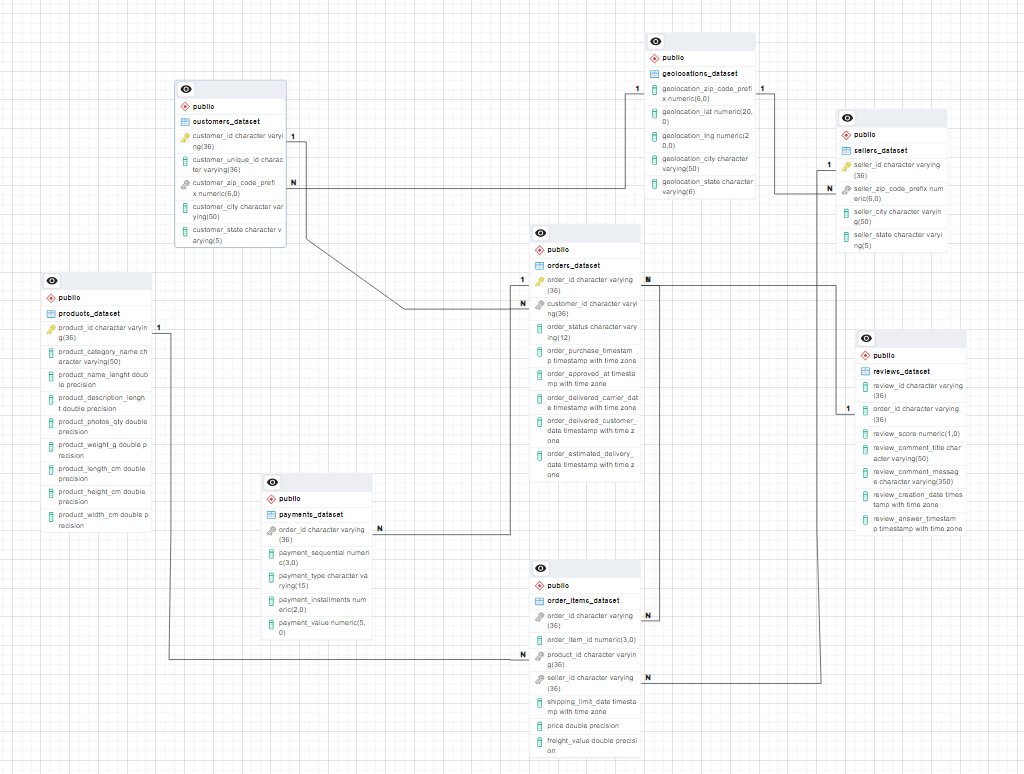 public
customers_dataset
customer_id character varyi
ng(36)
customer_unique_id charac
ter varying(36)
customer_zip_code_prefi
x numeric(6,0)
customer_city character var
ying(50)
customer_state character v
arying(5)
1
N
public
geolocations_dataset
geolocation_zip_code_prefi
x numeric(6,0)
geolocation_lat numeric(20,
0)
geolocation_lng numeric(2
0,0)
geolocation_city character
varying(50)
geolocation_state character
varying(6)
1
1
public
sellers_dataset
seller_id character varying
(36)
seller_zip_code_prefix num
eric(6,0)
seller_city character varyin
g(50)
seller_state character varyi
ng(5)
1
N
public
orders_dataset
order_id character varying
(36)
customer_id character varyi
ng(36)
order_status character vary
ing(12)
order_purchase_timestam
p timestamp with time zone
order_approved_at timesta
mp with time zone
order_delivered_carrier_dat
e timestamp with time zone
order_delivered_customer_
date timestamp with time z
one
order_estimated_delivery_
date timestamp with time z
one
1
N
N
public
products_dataset
product_id character varyin
g(36)
product_category_name ch
aracter varying(50)
product_name_lenght doub
le precision
product_description_lengh
t double precision
product_photos_qty double
precision
product_weight_g double p
recision
product_length_cm double
precision
product_height_cm double
precision
product_width_cm double p
recision
1
public
reviews_dataset
review_id character varying
(36)
order_id character varying
(36)
review_score numeric(1,0)
review_comment_title char
acter varying(50)
review_comment_messag
e character varying(350)
review_creation_date times
tamp with time zone
review_answer_timestam
p timestamp with time zone
1
public
payments_dataset
order_id character varying
(36)
payment_sequential numeri
c(3,0)
payment_type character va
rying(15)
payment_installments num
eric(2,0)
payment_value numeric(5,
0)
N
public
order_items_dataset
order_id character varying
(36)
order_item_id numeric(3,0)
product_id character varyin
g(36)
seller_id character varying
(36)
shipping_limit_date timesta
mp with time zone
price double precision
freight_value double precisi
on
N
N
N